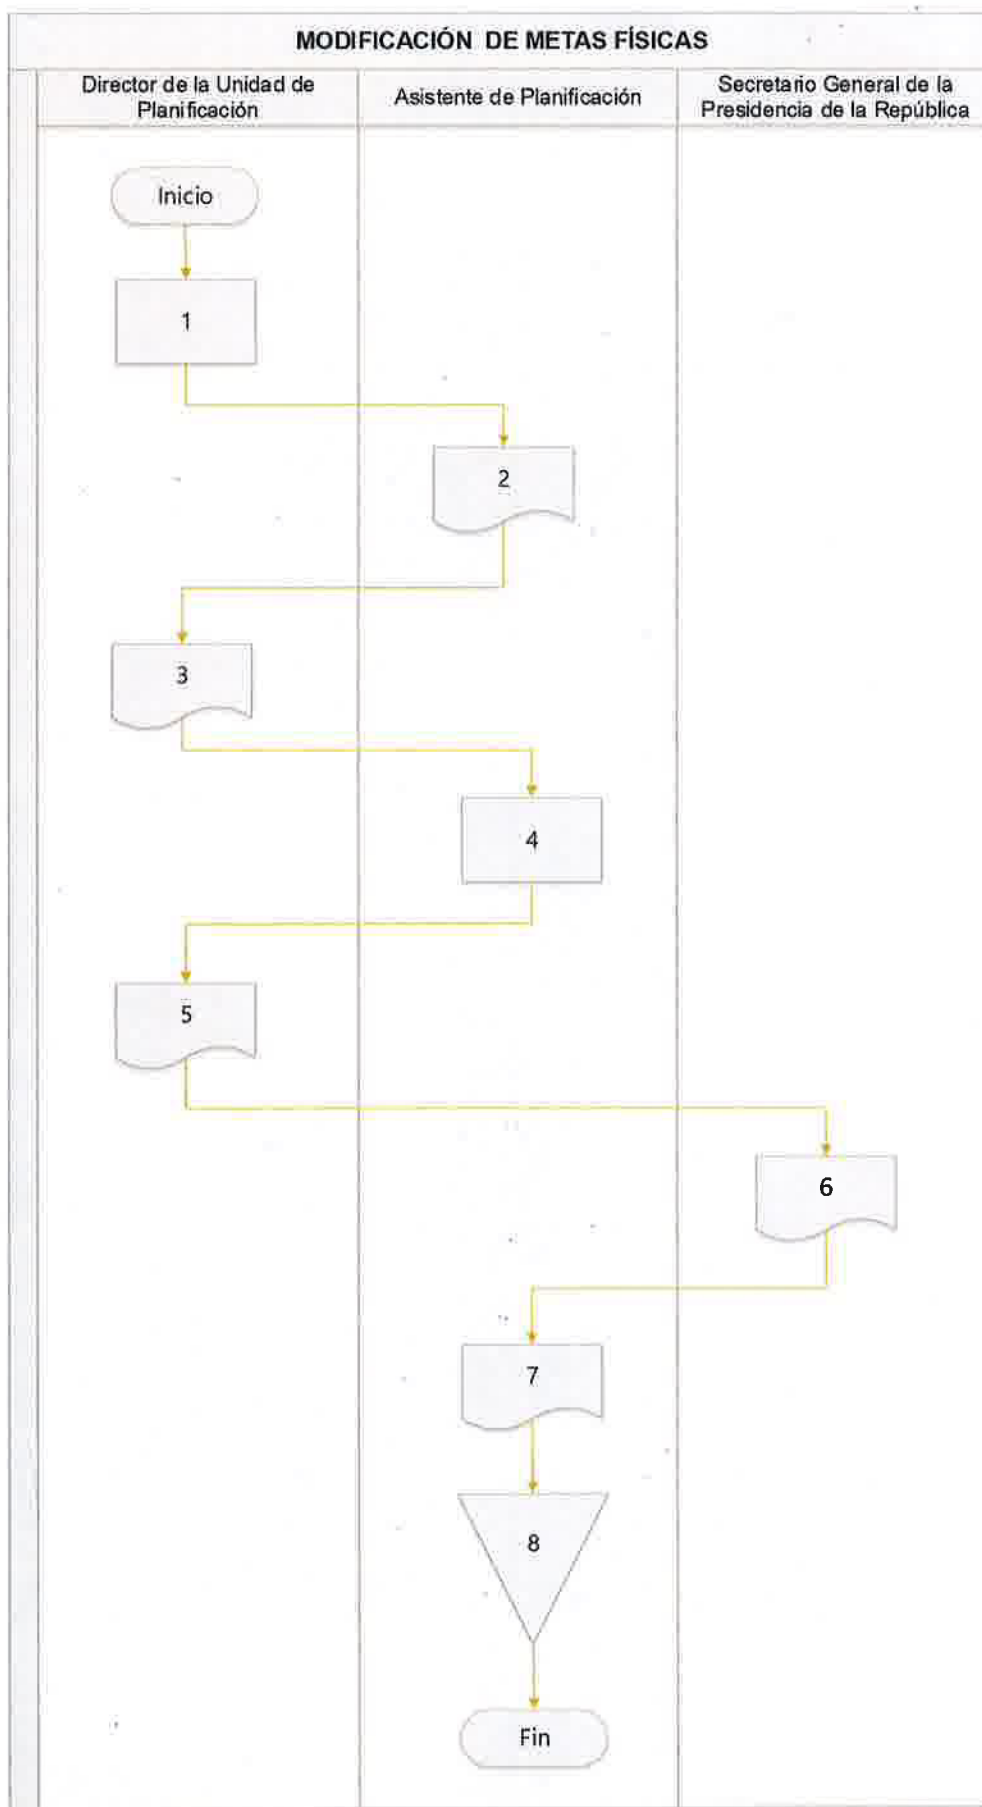 MODIFICACIÓN DE METAS FÍSICAS
Director de la Unidad de
Planificación
Asistente de Planificación
Secretario General de la
Presidencia de la República
Inicio
1
2
3
4
5
6
7
8
Fin